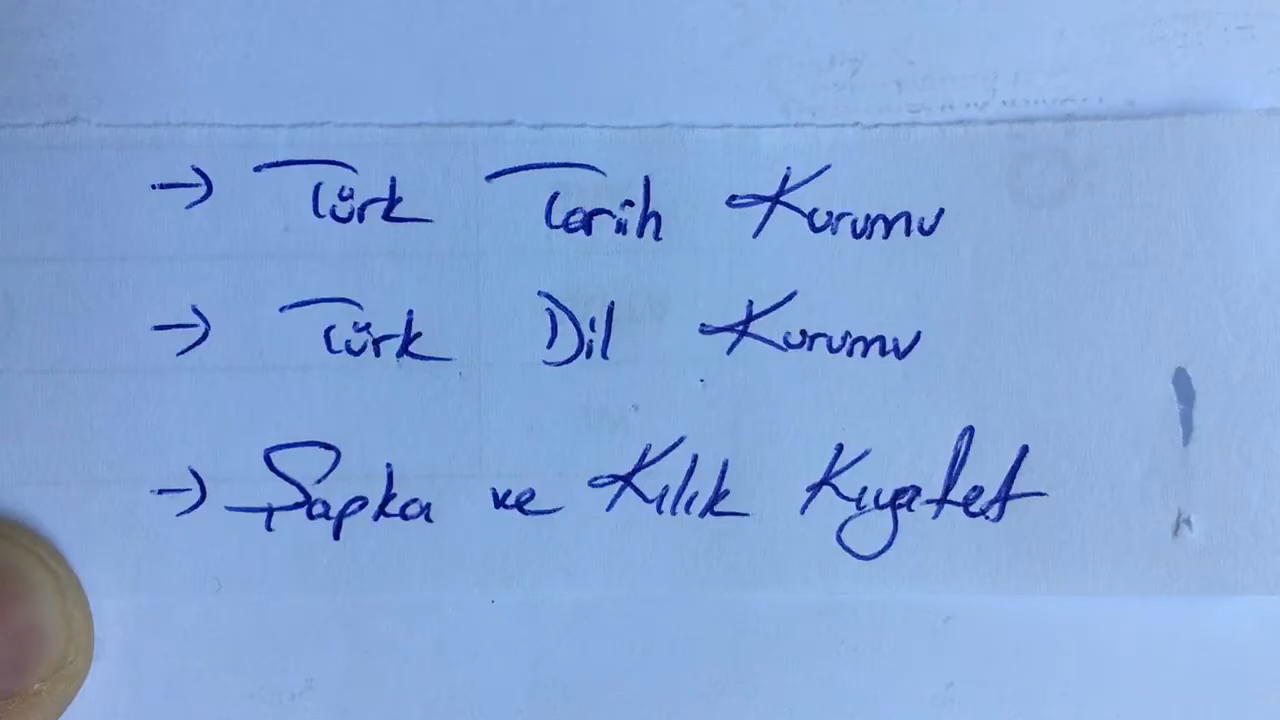 → Türk Tarih Kurumu
→ Türk Dil Kurumu
→ Şapka ve Kılık Kıyafet